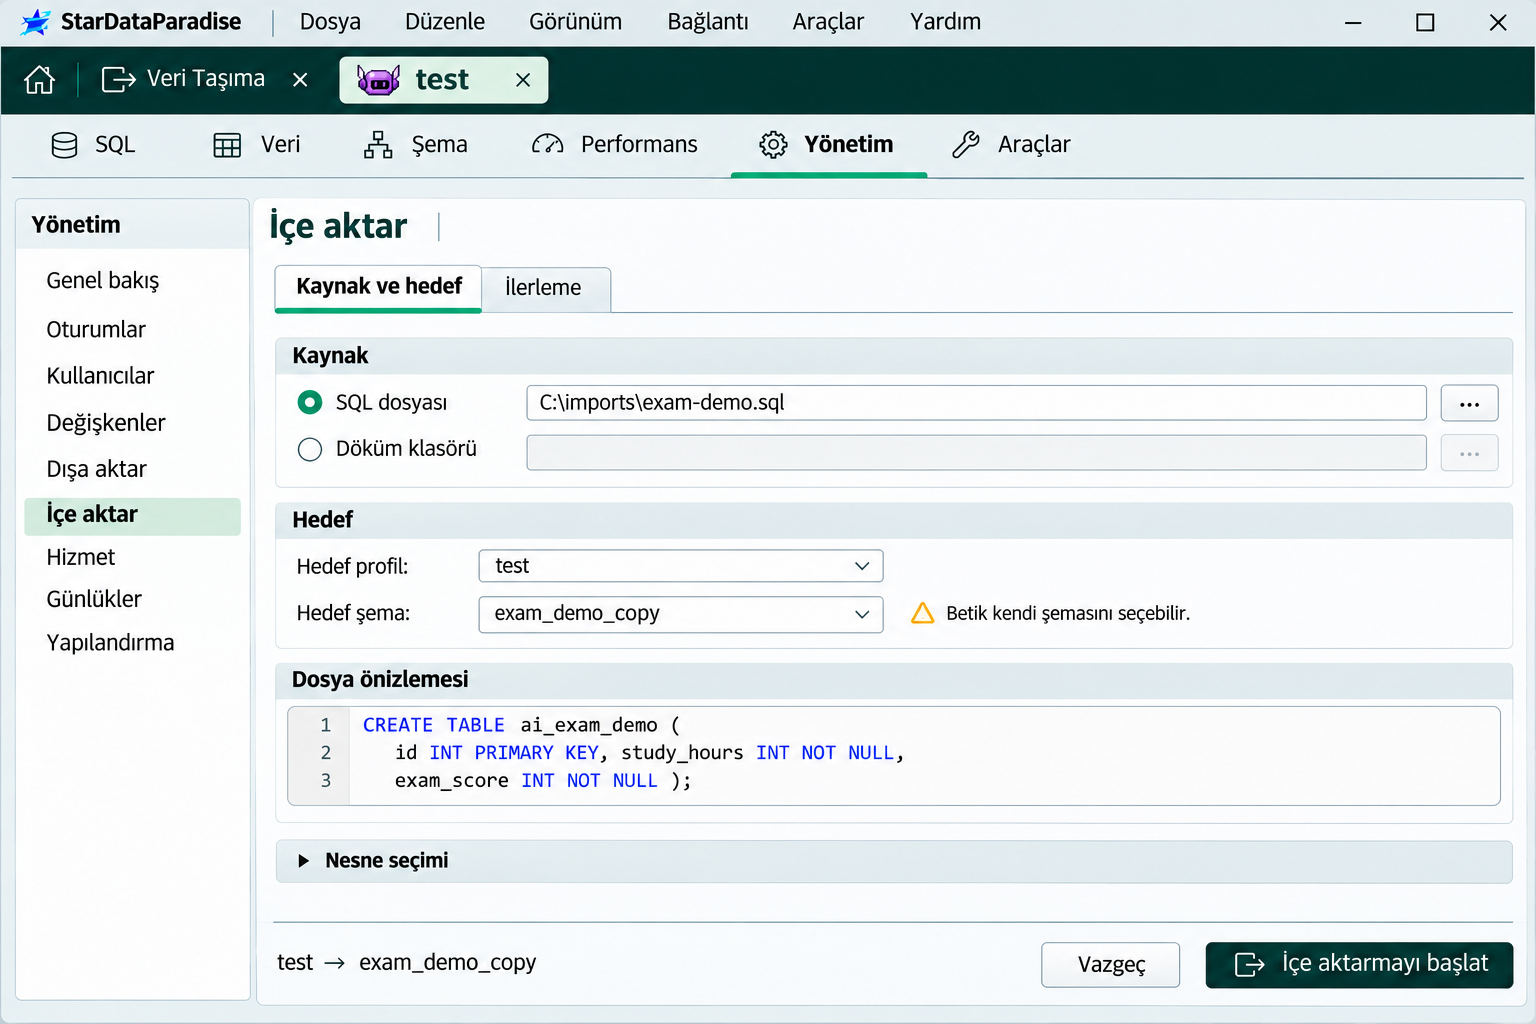 StarDataParadise Dosya Düzenle Görünüm Bağlantı Araçlar Yardım
Veri Taşıma test
SQL Veri Şema Performans Yönetim Araçlar
Yönetim
Genel bakış
Oturumlar
Kullanıcılar
Değişkenler
Dışa aktar
İçe aktar
Hizmet
Günlükler
Yapılandırma
İçe aktar
Kaynak ve hedef İlerleme
Kaynak
SQL dosyası C:\imports\exam-demo.sql ...
Döküm klasörü ...
Hedef
Hedef profil: test
Hedef şema: exam_demo_copy Betik kendi şemasını seçebilir.
Dosya önizlemesi
1 CREATE TABLE ai_exam_demo (
2 id INT PRIMARY KEY, study_hours INT NOT NULL,
3 exam_score INT NOT NULL );
Nesne seçimi
test → exam_demo_copy Vazgeç İçe aktarmayı başlat